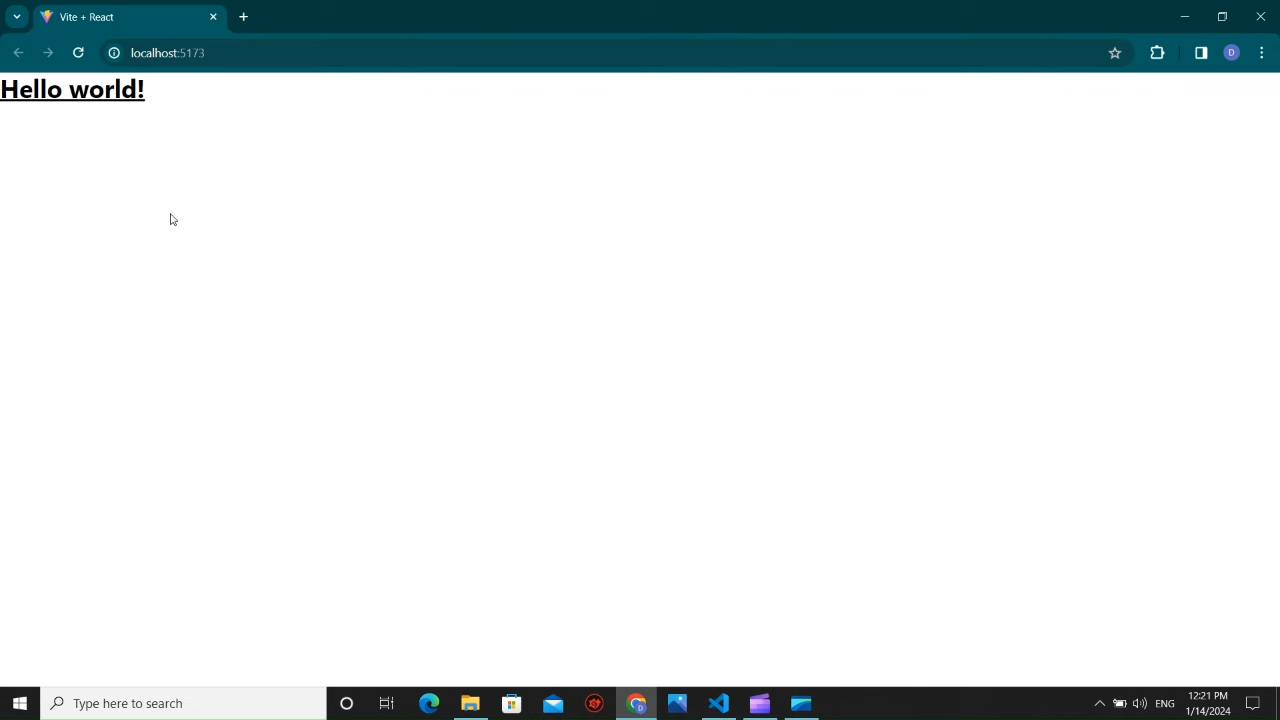 Vite + React
localhost:5173
D
Hello world!
Type here to search
D
ENG
12:21 PM
1/14/2024